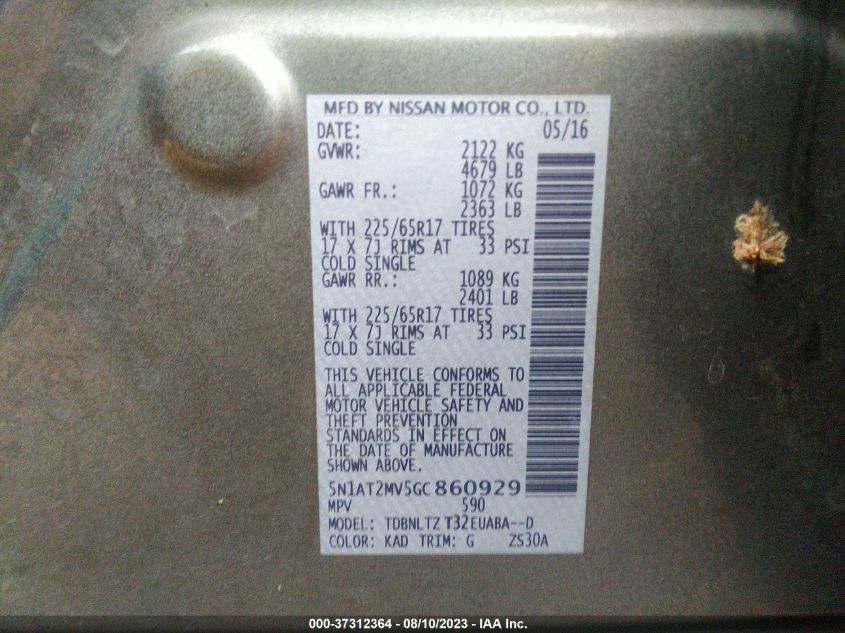 MFD BY NISSAN MOTOR CO., LTD.
DATE: 05/16
GVWR: 2122 KG
4679 LB
GAWR FR.: 1072 KG
2363 LB
WITH 225/65R17 TIRES
17 X 7J RIMS AT 33 PSI
COLD SINGLE
GAWR RR.: 1089 KG
2401 LB
WITH 225/65R17 TIRES
17 X 7J RIMS AT 33 PSI
COLD SINGLE
THIS VEHICLE CONFORMS TO
ALL APPLICABLE FEDERAL
MOTOR VEHICLE SAFETY AND
THEFT PREVENTION
STANDARDS IN EFFECT ON
THE DATE OF MANUFACTURE
SHOWN ABOVE.
5N1AT2MV5GC860929
MPV 590
MODEL: TDBNLTZ T32EUABA--D
COLOR: KAD TRIM: G ZS30A
000-37312364 - 08/10/2023 - IAA Inc.